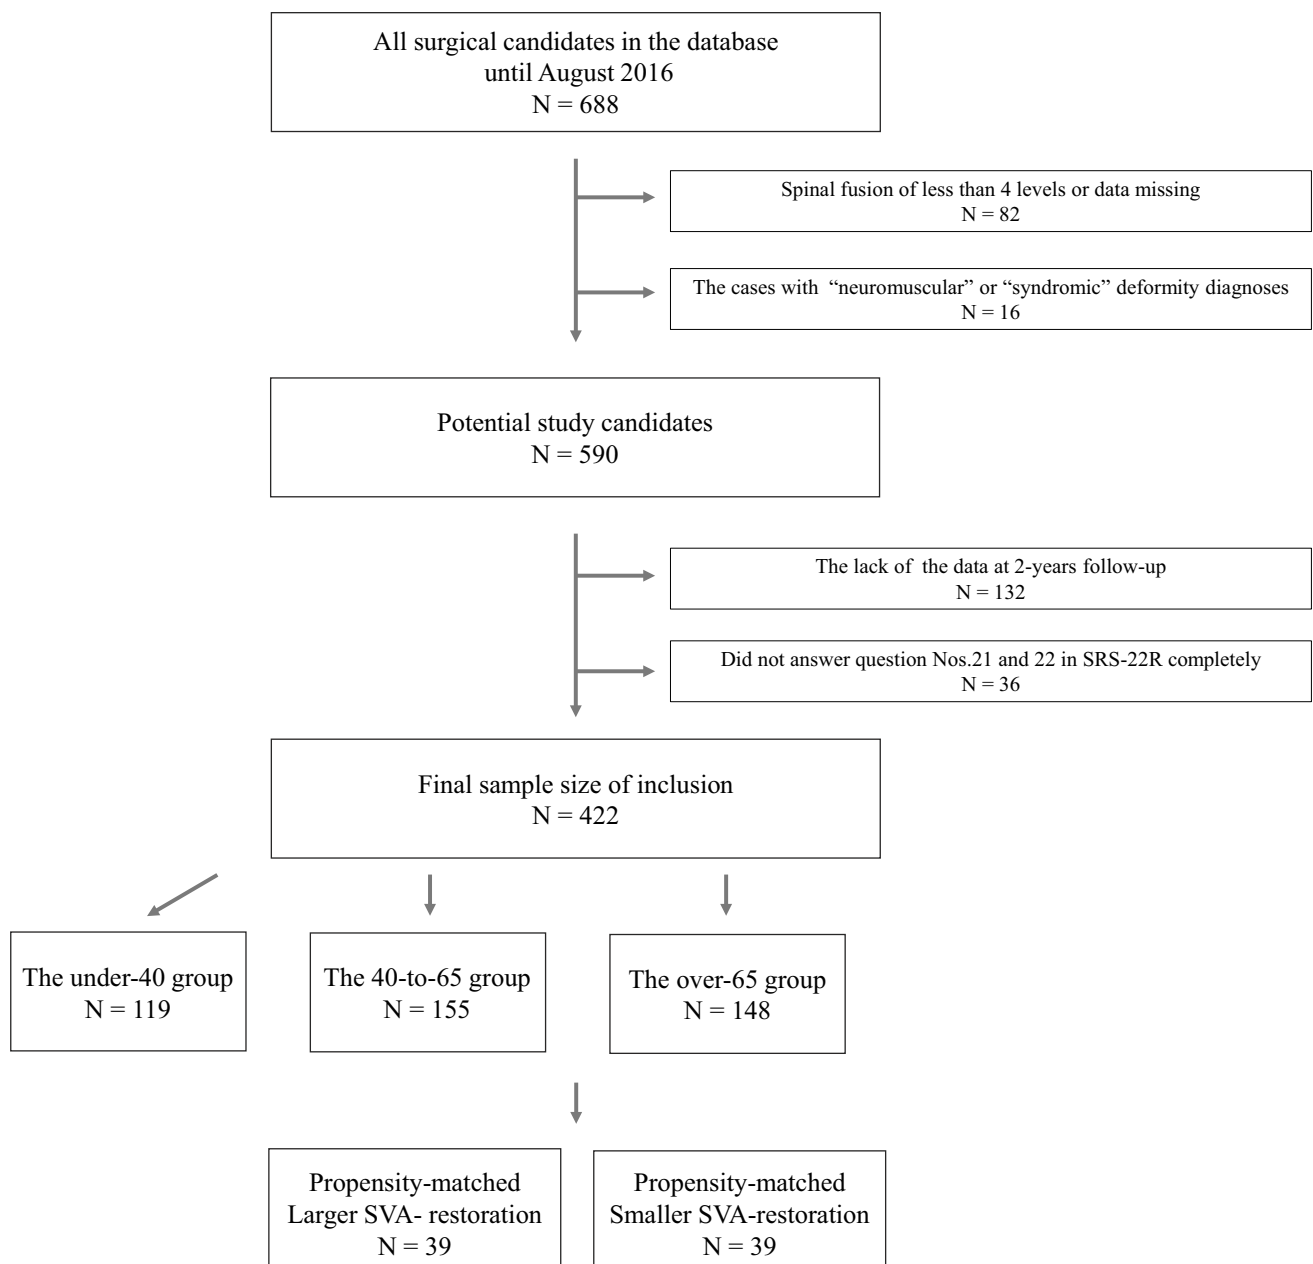 All surgical candidates in the database
until August 2016
N = 688
Spinal fusion of less than 4 levels or data missing
N = 82
The cases with “neuromuscular” or “syndromic” deformity diagnoses
N = 16
Potential study candidates
N = 590
The lack of the data at 2-years follow-up
N = 132
Did not answer question Nos.21 and 22 in SRS-22R completely
N = 36
Final sample size of inclusion
N = 422
The under-40 group
N = 119
The 40-to-65 group
N = 155
The over-65 group
N = 148
Propensity-matched
Larger SVA- restoration
N = 39
Propensity-matched
Smaller SVA-restoration
N = 39